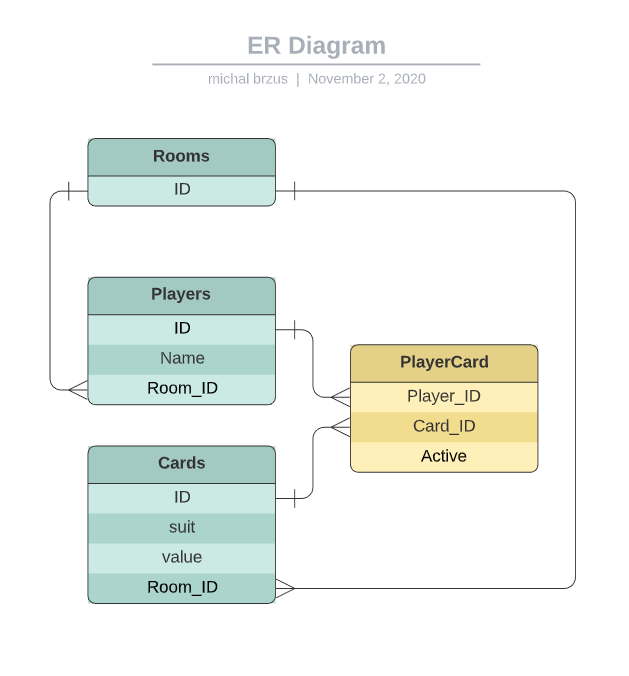 ER Diagram
michal brzus | November 2, 2020
Rooms
ID
Players
ID
Name
Room_ID
PlayerCard
Player_ID
Card_ID
Active
Cards
ID
suit
value
Room_ID